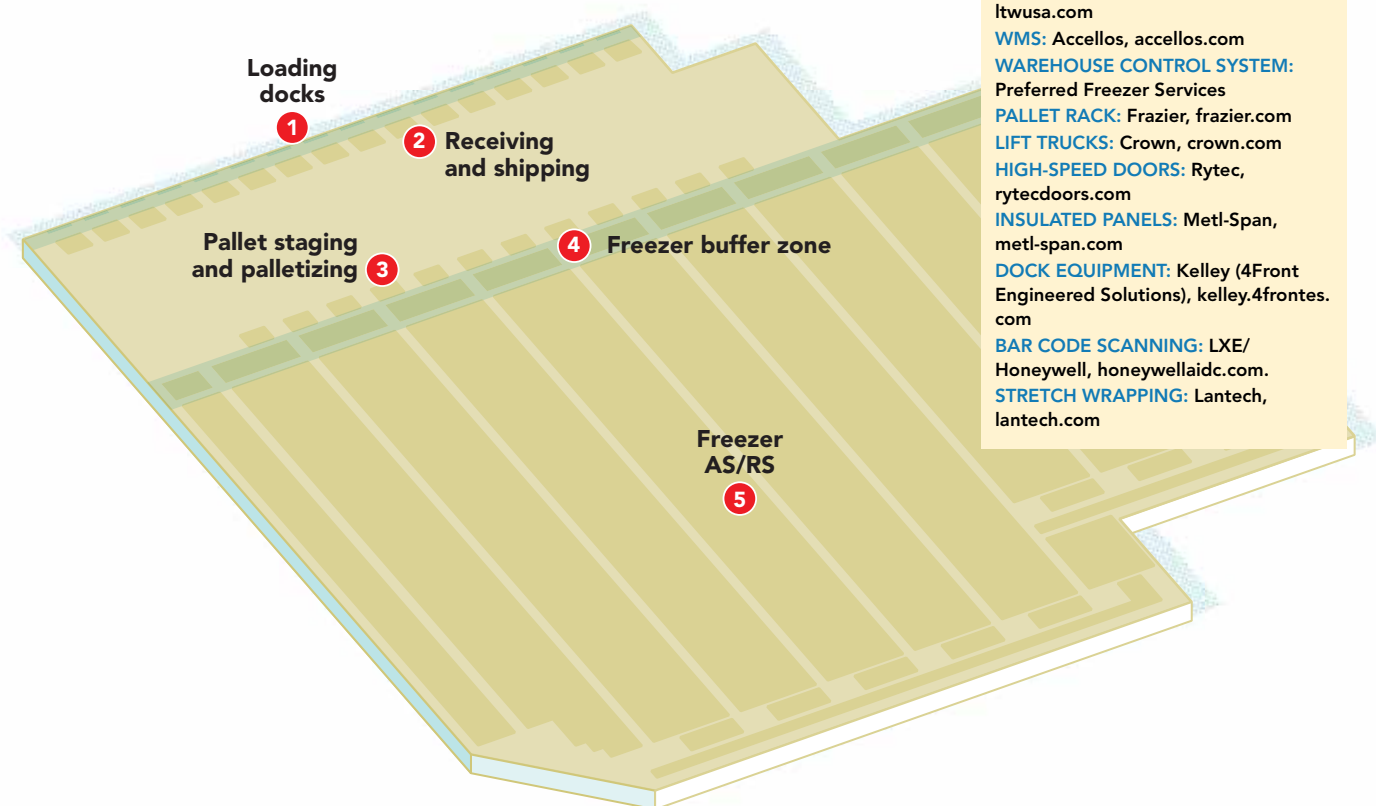 Loading
docks
1
2
Receiving
and shipping
Pallet staging
and palletizing
3
4
Freezer buffer zone
Freezer
AS/RS
5
ltwusa.com
WMS: Accellos, accellos.com
WAREHOUSE CONTROL SYSTEM:
Preferred Freezer Services
PALLET RACK: Frazier, frazier.com
LIFT TRUCKS: Crown, crown.com
HIGH-SPEED DOORS: Rytec,
rytecdoors.com
INSULATED PANELS: Metl-Span,
metl-span.com
DOCK EQUIPMENT: Kelley (4Front
Engineered Solutions), kelley.4frontes.
com
BAR CODE SCANNING: LXE/
Honeywell, honeywellaidc.com.
STRETCH WRAPPING: Lantech,
lantech.com